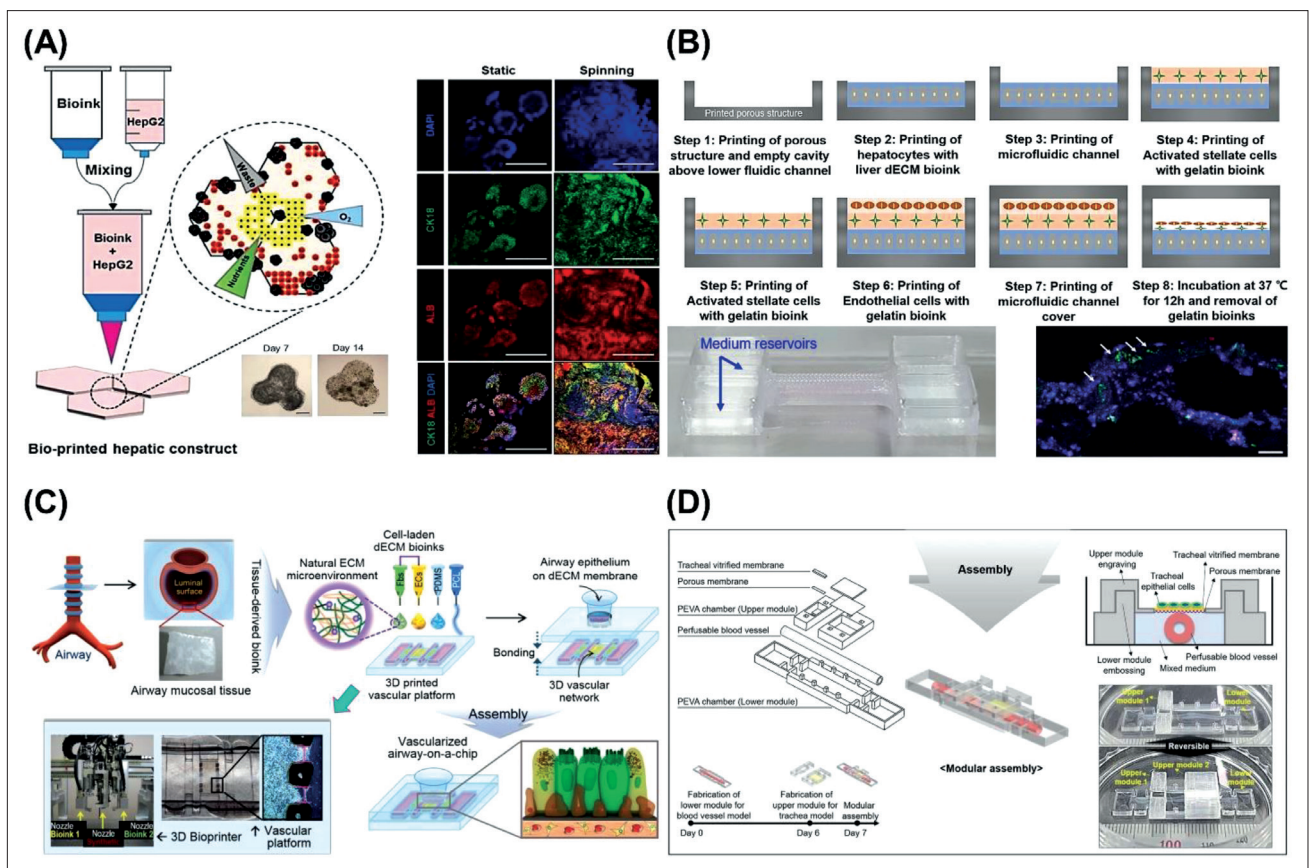 (A)
Bioink
HepG2
Mixing
Bioink
+
HepG2
Waste
O₂
Nutrients
Day 7
Day 14
Bio-printed hepatic construct
Static
Spinning
DAPI
CK18
ALB
CK18 ALB DAPI
(B)
Printed porous structure
Step 1: Printing of porous
structure and empty cavity
above lower fluidic channel
Step 2: Printing of
hepatocytes with
liver dECM bioink
Step 3: Printing of
microfluidic channel
Step 4: Printing of
Activated stellate cells
with gelatin bioink
Step 5: Printing of
Activated stellate cells
with gelatin bioink
Step 6: Printing of
Endothelial cells with
gelatin bioink
Step 7: Printing of
microfluidic channel
cover
Step 8: Incubation at 37 ℃
for 12h and removal of
gelatin bioinks
Medium reservoirs
(C)
Airway
Luminal
surface
Airway mucosal tissue
Tissue-derived bioink
Natural ECM
microenvironment
Cell-laden
dECM bioinks
Fbs
ECs
PDMS
PCL
3D printed
vascular platform
Airway epithelium
on dECM membrane
Bonding
3D vascular
network
Assembly
Vascularized
airway-on-a-chip
Nozzle
Bioink 1
Nozzle
Nozzle
Bioink 2
← 3D Bioprinter
↑ Vascular
platform
(D)
Tracheal vitrified membrane
Porous membrane
PEVA chamber (Upper module)
Perfusable blood vessel
PEVA chamber (Lower module)
Assembly
<Modular assembly>
Fabrication of
lower module for
blood vessel model
Fabrication of
upper module for
trachea model
Modular
assembly
Day 0
Day 6
Day 7
Upper module
engraving
Tracheal
epithelial cells
Tracheal vitrified membrane
Porous membrane
Lower module
embossing
Mixed medium
Perfusable blood vessel
Upper
module 1
Lower
module
Reversible
Upper
module 1
Upper module 2
Lower
module
100